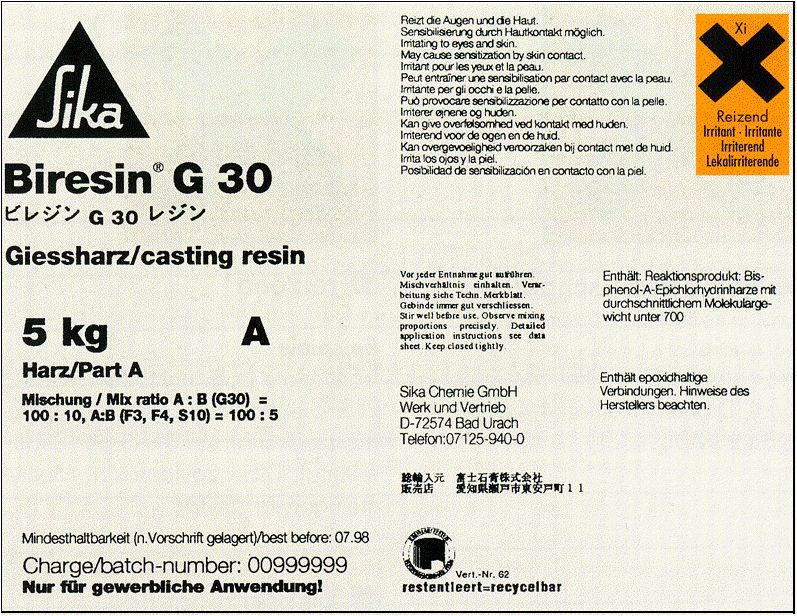 Sika
Biresin® G 30
ビレジン G 30 レジン
Giessharz/casting resin
5 kg A
Harz/Part A
Mischung / Mix ratio A : B (G30) =
100 : 10, A:B (F3, F4, S10) = 100 : 5
Mindesthaltbarkeit (n.Vorschrift gelagert)/best before: 07.98
Charge/batch-number: 00999999
Nur für gewerbliche Anwendung!
Reizt die Augen und die Haut.
Sensibilisierung durch Hautkontakt möglich.
Irritating to eyes and skin.
May cause sensitization by skin contact.
Irritant pour les yeux et la peau.
Peut entraîner une sensibilisation par contact avec la peau.
Irritante per gli occhi e la pelle.
Può provocare sensibilizzazione per contatto con la pelle.
Irriterer øjnene og huden.
Kan give overfølsomhed ved kontakt med huden.
Irriterend voor de ogen en de huid.
Kan overgevoeligheid veroorzaken bij contact met de huid.
Irrita los ojos y la piel.
Posibilidad de sensibilización en contacto con la piel.
Xi
Reizend
Irritant · Irritante
Irriterend
Lekalirriterende
Vor jeder Entnahme gut aufrühren.
Mischverhältnis einhalten. Verar-
beitung siehe Techn. Merkblatt.
Gebinde immer gut verschliessen.
Stir well before use. Observe mixing
proportions precisely. Detailed
application instructions see data
sheet. Keep closed tightly.
Enthält: Reaktionsprodukt: Bis-
phenol-A-Epichlorhydrinharze mit
durchschnittlichem Molekularge-
wicht unter 700
Enthält epoxidhaltige
Verbindungen. Hinweise des
Herstellers beachten.
Sika Chemie GmbH
Werk und Vertrieb
D-72574 Bad Urach
Telefon:07125-940-0
総輸入元 富士石膏株式会社
販売店 愛知県瀬戸市東安戸町11
Vert.-Nr. 62
restentleert=recycelbar